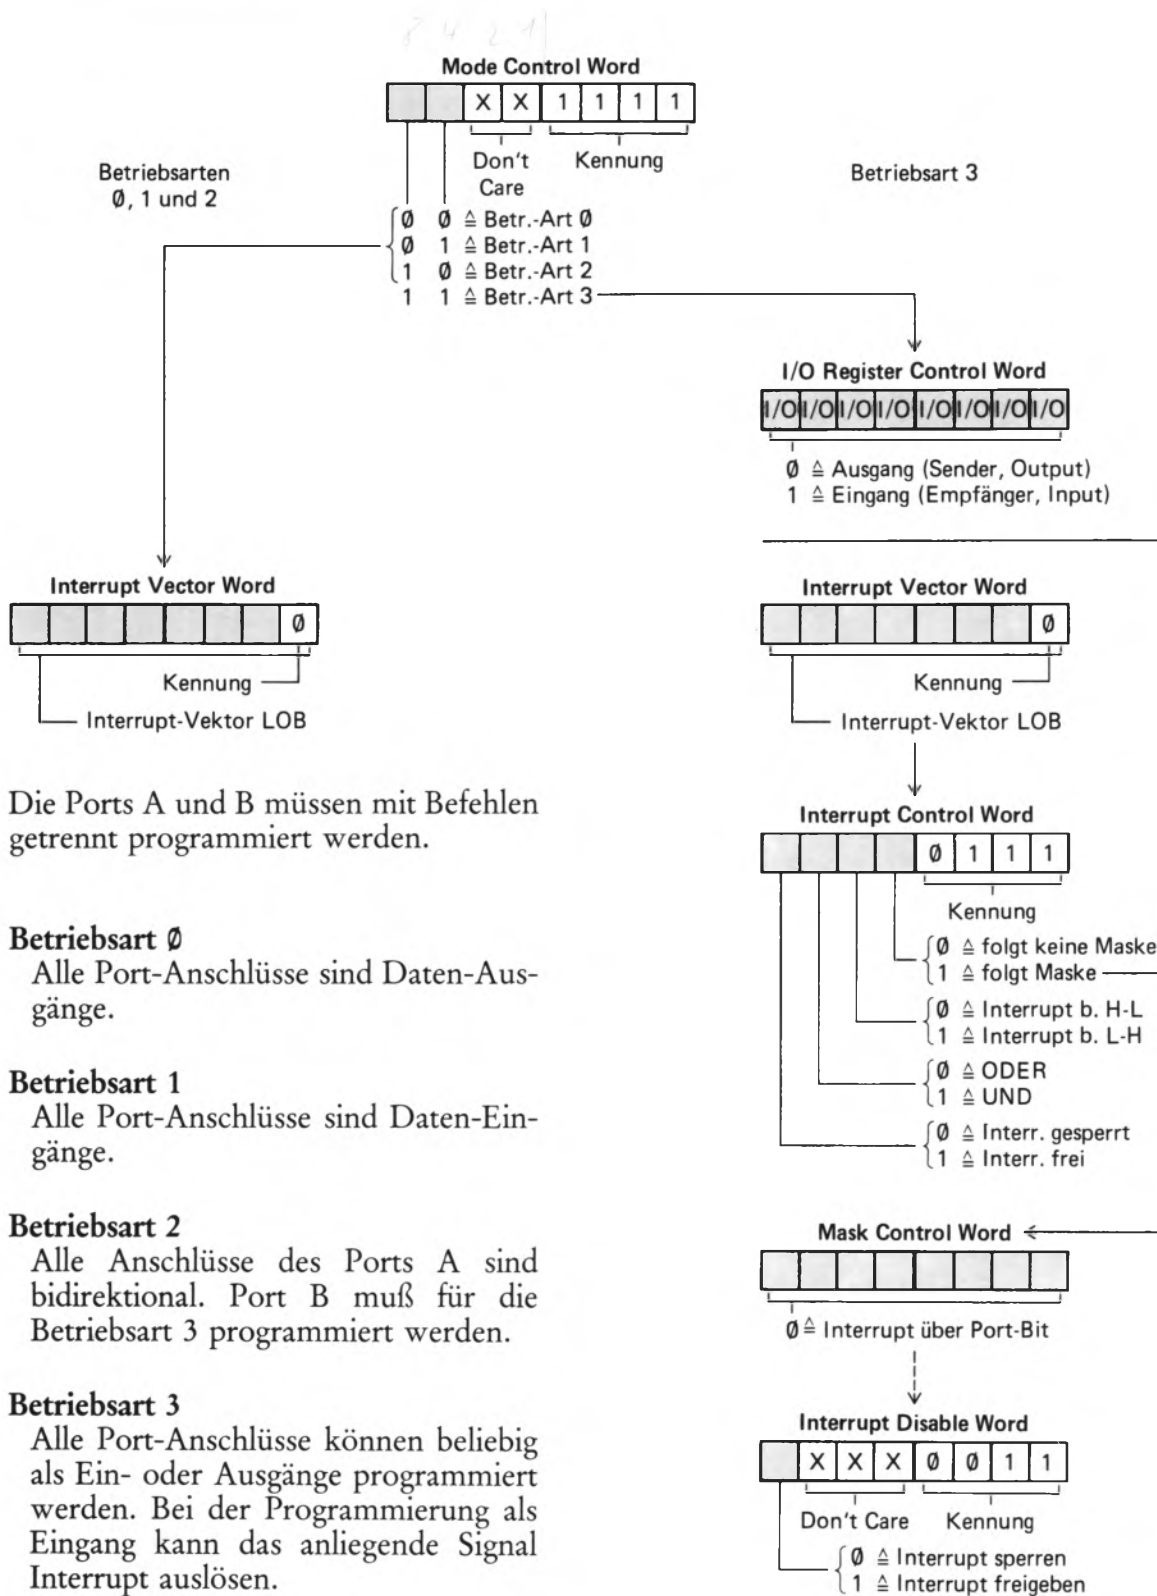 8 4 2 1
Mode Control Word
X X 1 1 1 1
Don't Care
Kennung
Betriebsarten
Ø, 1 und 2
Betriebsart 3
Ø Ø ≙ Betr.-Art Ø
Ø 1 ≙ Betr.-Art 1
1 Ø ≙ Betr.-Art 2
1 1 ≙ Betr.-Art 3
I/O Register Control Word
I/O I/O I/O I/O I/O I/O I/O I/O
Ø ≙ Ausgang (Sender, Output)
1 ≙ Eingang (Empfänger, Input)
Interrupt Vector Word
Ø
Kennung
Interrupt-Vektor LOB
Interrupt Vector Word
Ø
Kennung
Interrupt-Vektor LOB
Die Ports A und B müssen mit Befehlen
getrennt programmiert werden.
Betriebsart Ø
Alle Port-Anschlüsse sind Daten-Aus-
gänge.
Betriebsart 1
Alle Port-Anschlüsse sind Daten-Ein-
gänge.
Betriebsart 2
Alle Anschlüsse des Ports A sind
bidirektional. Port B muß für die
Betriebsart 3 programmiert werden.
Betriebsart 3
Alle Port-Anschlüsse können beliebig
als Ein- oder Ausgänge programmiert
werden. Bei der Programmierung als
Eingang kann das anliegende Signal
Interrupt auslösen.
Interrupt Control Word
Ø 1 1 1
Kennung
Ø ≙ folgt keine Maske
1 ≙ folgt Maske
Ø ≙ Interrupt b. H-L
1 ≙ Interrupt b. L-H
Ø ≙ ODER
1 ≙ UND
Ø ≙ Interr. gesperrt
1 ≙ Interr. frei
Mask Control Word
Ø ≙ Interrupt über Port-Bit
Interrupt Disable Word
X X X Ø Ø 1 1
Don't Care Kennung
Ø ≙ Interrupt sperren
1 ≙ Interrupt freigeben